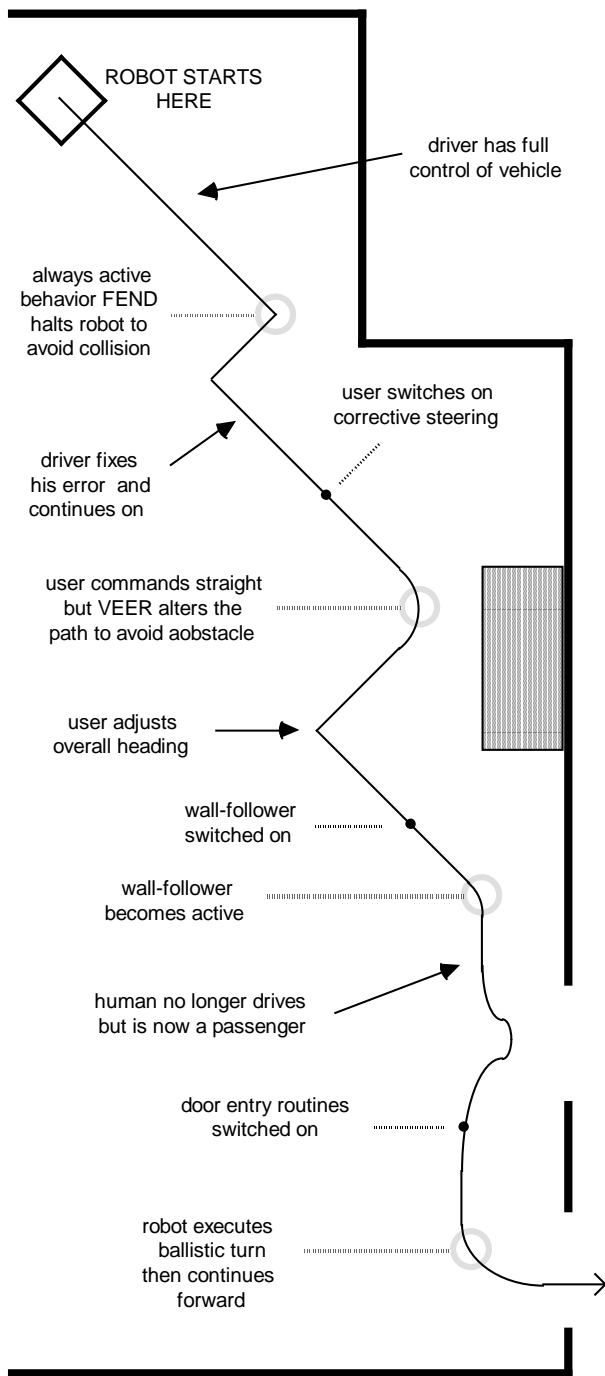 ROBOT STARTS
HERE
driver has full
control of vehicle
always active
behavior FEND
halts robot to
avoid collision
user switches on
corrective steering
driver fixes
his error and
continues on
user commands straight
but VEER alters the
path to avoid aobstacle
user adjusts
overall heading
wall-follower
switched on
wall-follower
becomes active
human no longer drives
but is now a passenger
door entry routines
switched on
robot executes
ballistic turn
then continues
forward